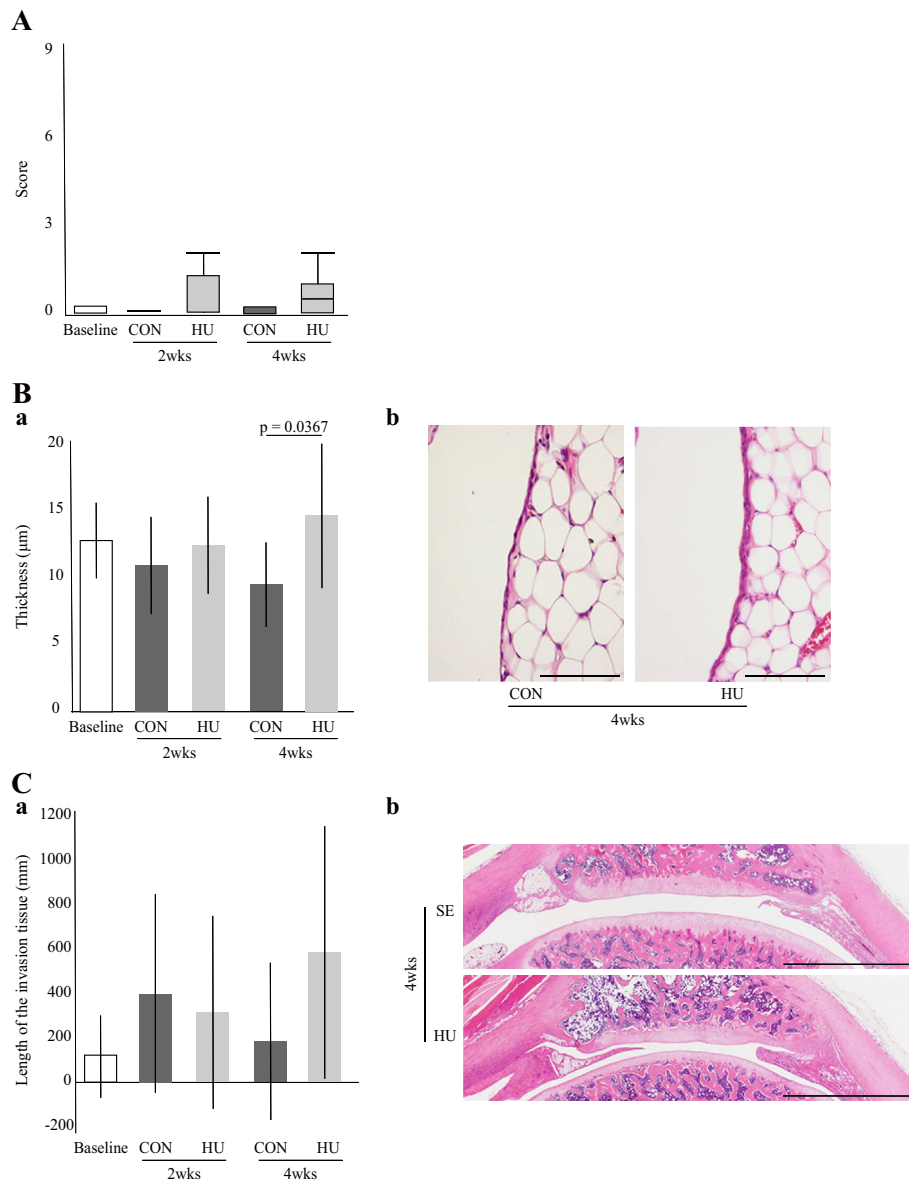 A
9
6
3
0
Score
Baseline CON HU CON HU
2wks 4wks
B
a
20
15
10
5
0
Thickness (μm)
p = 0.0367
Baseline CON HU CON HU
2wks 4wks
b
CON HU
4wks
C
a
1200
1000
800
600
400
200
0
-200
Length of the invasion tissue (mm)
Baseline CON HU CON HU
2wks 4wks
b
SE
4wks
HU